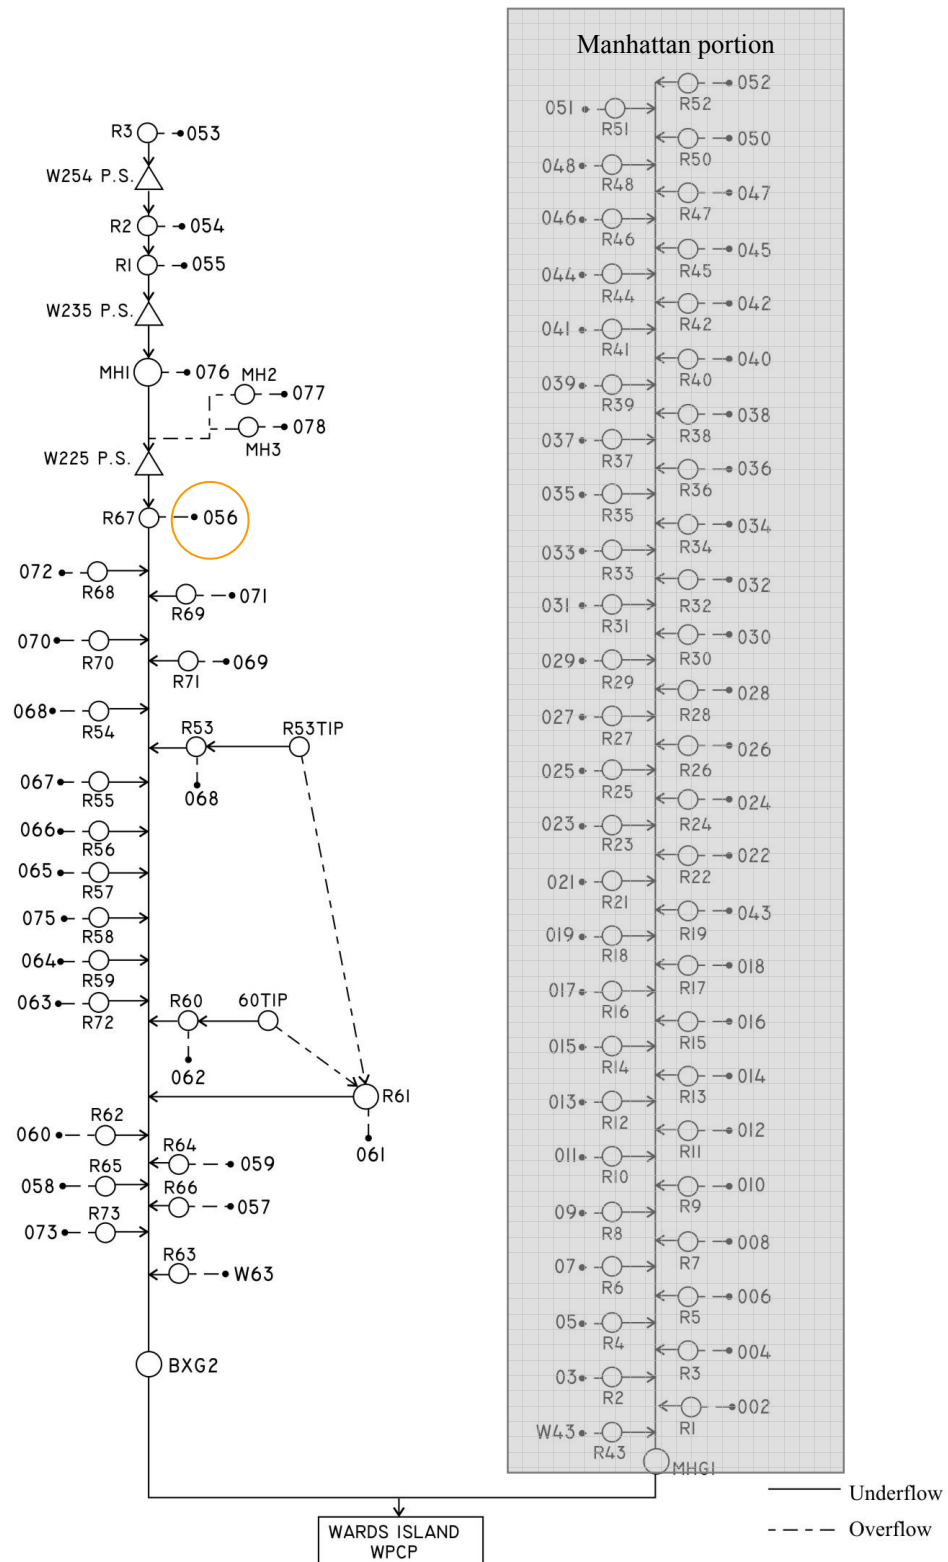 Manhattan portion
R3
053
W254 P.S.
R2
054
R1
055
W235 P.S.
MH1
076
MH2
077
078
MH3
W225 P.S.
R67
056
072
R68
071
R69
070
R70
069
R71
068
R54
R53
R53TIP
068
067
R55
066
R56
065
R57
075
R58
064
R59
063
R72
R60
60TIP
062
R61
061
R62
060
R64
059
R65
058
R66
057
R73
073
R63
W63
BXG2
052
R52
051
R51
050
R50
048
R48
047
R47
046
R46
045
R45
044
R44
042
R42
041
R41
040
R40
039
R39
038
R38
037
R37
036
R36
035
R35
034
R34
033
R33
032
R32
031
R31
030
R30
029
R29
028
R28
027
R27
026
R26
025
R25
024
R24
023
R23
022
R22
021
R21
043
R19
019
R18
018
R17
017
R16
016
R15
015
R14
014
R13
013
R12
012
R11
011
R10
010
R9
09
R8
008
R7
07
R6
006
R5
05
R4
004
R3
03
R2
002
R1
W43
R43
MHG1
Underflow
Overflow
WARDS ISLAND
WPCP